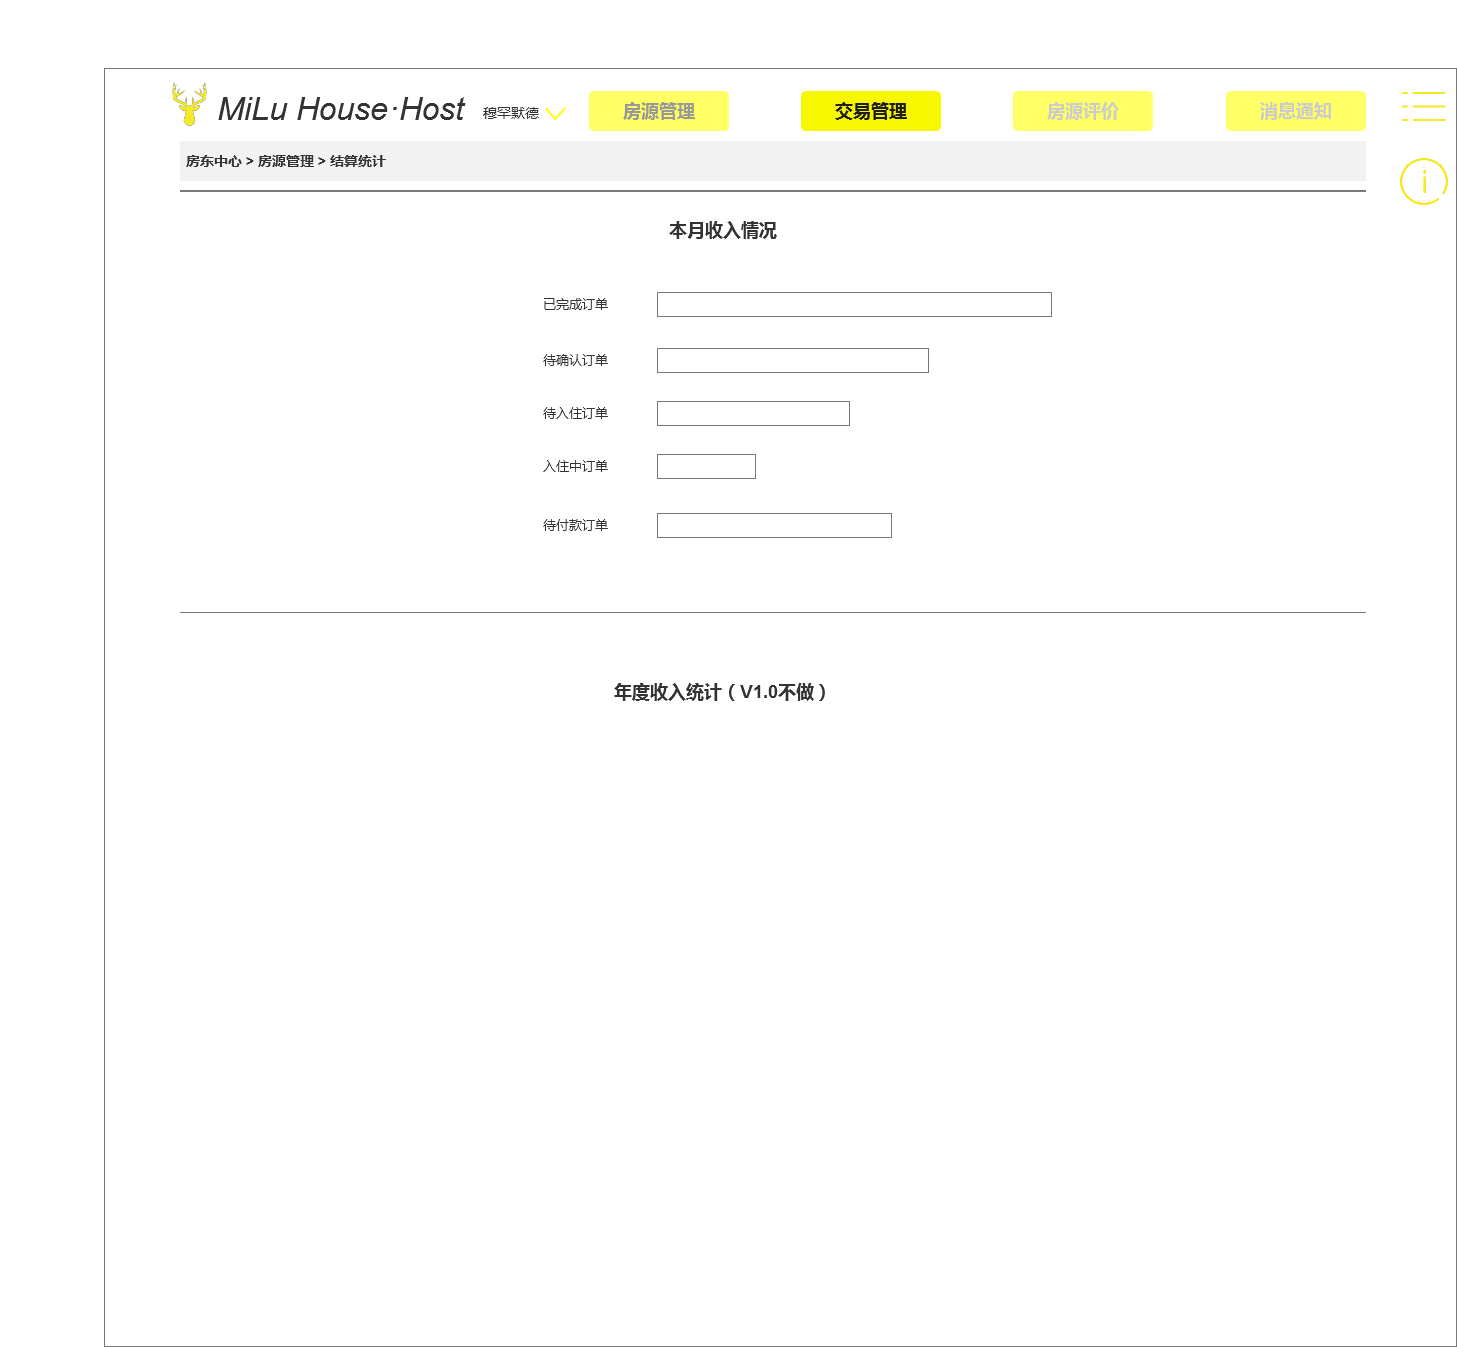 MiLu House·Host 穆罕默德 房源管理 交易管理 房源评价 消息通知
房东中心 > 房源管理 > 结算统计
本月收入情况
已完成订单
待确认订单
待入住订单
入住中订单
待付款订单
年度收入统计（V1.0不做）